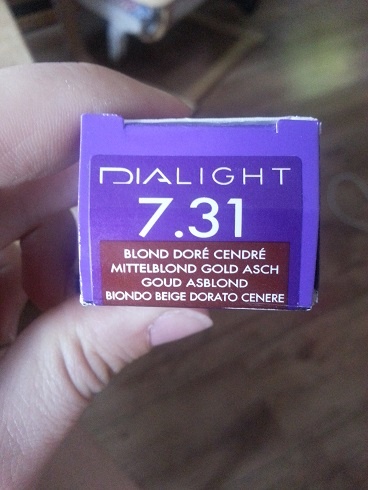 DIALIGHT
7.31
BLOND DORÉ CENDRÉ
MITTELBLOND GOLD ASCH
GOUD ASBLOND
BIONDO BEIGE DORATO CENERE